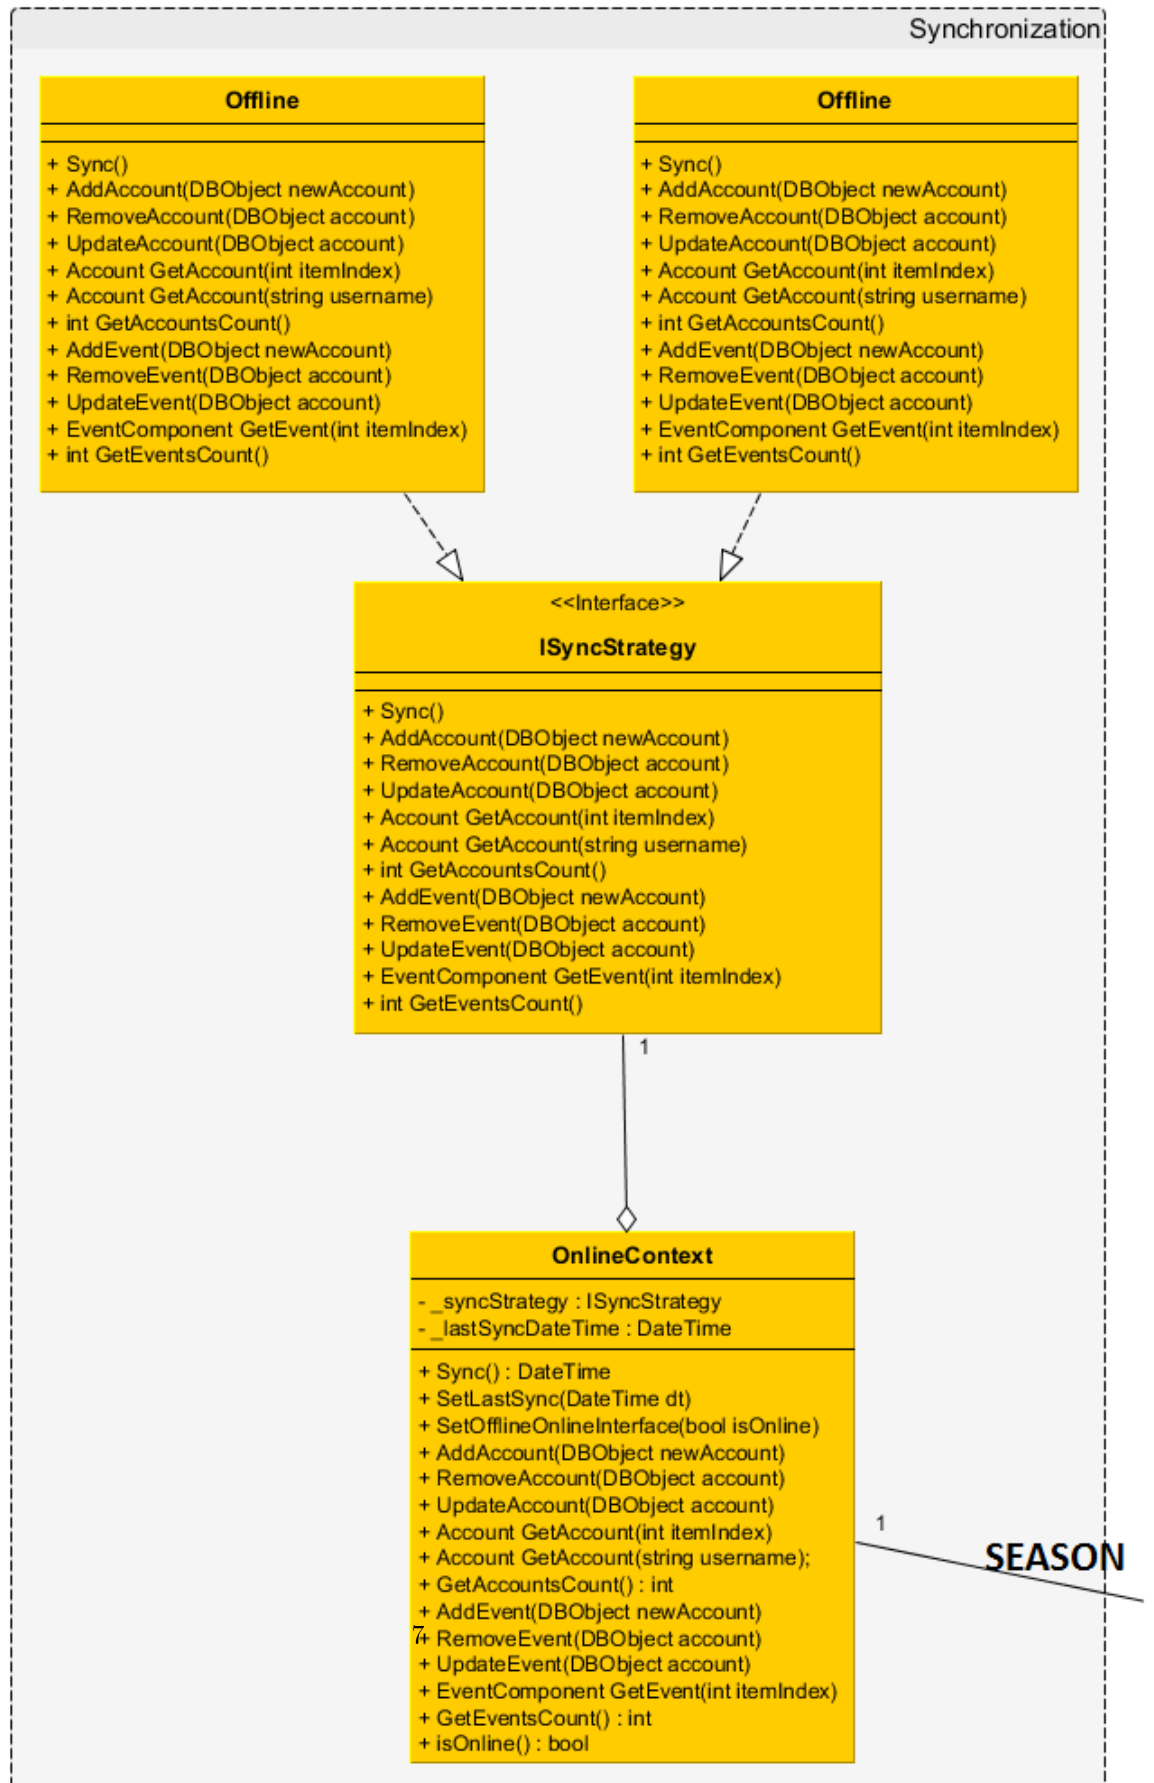 Synchronization
Offline
+ Sync()
+ AddAccount(DBObject newAccount)
+ RemoveAccount(DBObject account)
+ UpdateAccount(DBObject account)
+ Account GetAccount(int itemIndex)
+ Account GetAccount(string username)
+ int GetAccountsCount()
+ AddEvent(DBObject newAccount)
+ RemoveEvent(DBObject account)
+ UpdateEvent(DBObject account)
+ EventComponent GetEvent(int itemIndex)
+ int GetEventsCount()
Offline
+ Sync()
+ AddAccount(DBObject newAccount)
+ RemoveAccount(DBObject account)
+ UpdateAccount(DBObject account)
+ Account GetAccount(int itemIndex)
+ Account GetAccount(string username)
+ int GetAccountsCount()
+ AddEvent(DBObject newAccount)
+ RemoveEvent(DBObject account)
+ UpdateEvent(DBObject account)
+ EventComponent GetEvent(int itemIndex)
+ int GetEventsCount()
<<Interface>>
ISyncStrategy
+ Sync()
+ AddAccount(DBObject newAccount)
+ RemoveAccount(DBObject account)
+ UpdateAccount(DBObject account)
+ Account GetAccount(int itemIndex)
+ Account GetAccount(string username)
+ int GetAccountsCount()
+ AddEvent(DBObject newAccount)
+ RemoveEvent(DBObject account)
+ UpdateEvent(DBObject account)
+ EventComponent GetEvent(int itemIndex)
+ int GetEventsCount()
1
OnlineContext
- _syncStrategy : ISyncStrategy
- _lastSyncDateTime : DateTime
+ Sync() : DateTime
+ SetLastSync(DateTime dt)
+ SetOfflineOnlineInterface(bool isOnline)
+ AddAccount(DBObject newAccount)
+ RemoveAccount(DBObject account)
+ UpdateAccount(DBObject account)
+ Account GetAccount(int itemIndex)
+ Account GetAccount(string username);
+ GetAccountsCount() : int
+ AddEvent(DBObject newAccount)
+ RemoveEvent(DBObject account)
+ UpdateEvent(DBObject account)
+ EventComponent GetEvent(int itemIndex)
+ GetEventsCount() : int
+ isOnline() : bool
7
1
SEASON